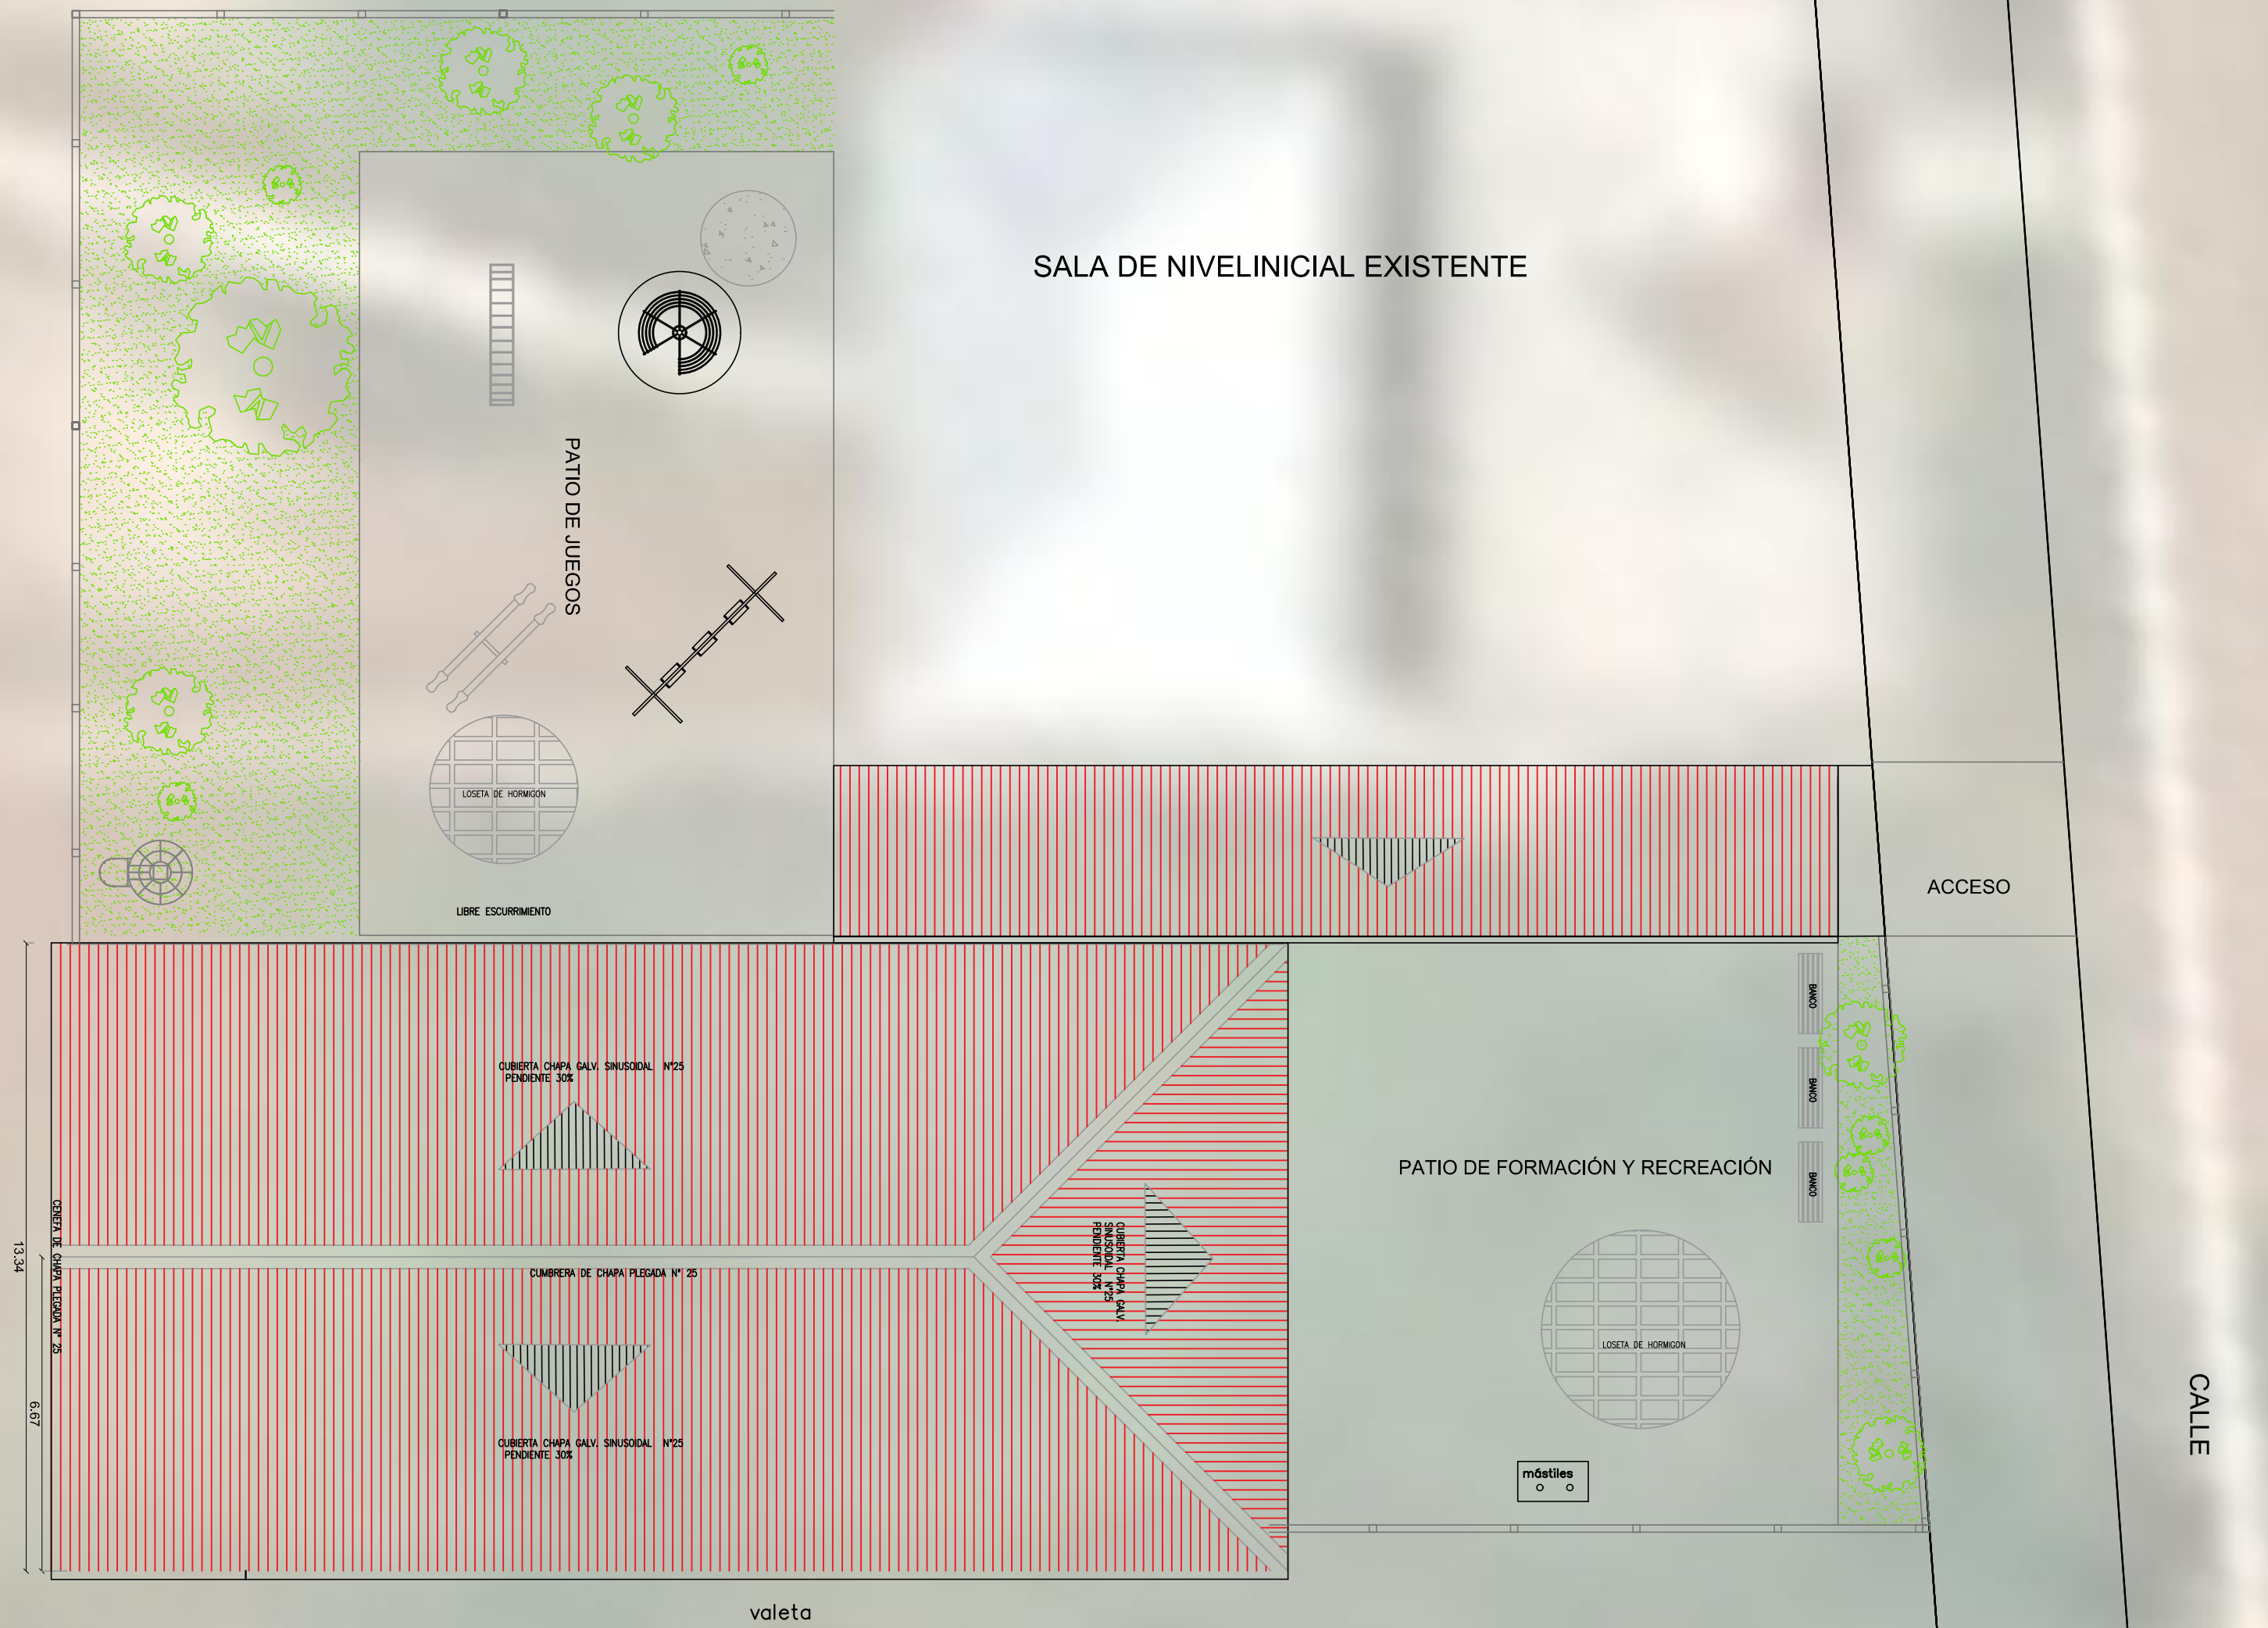 SALA DE NIVELINICIAL EXISTENTE
PATIO DE JUEGOS
LOSETA DE HORMIGON
LIBRE ESCURRIMIENTO
ACCESO
BANCO
BANCO
BANCO
CUBIERTA CHAPA GALV. SINUSOIDAL N°25
PENDIENTE 30%
PATIO DE FORMACIÓN Y RECREACIÓN
CUBIERTA CHAPA GALV.
SINUSOIDAL N°25
PENDIENTE 30%
CENEFA DE CHAPA PLEGADA N° 25
13.34
CUMBRERA DE CHAPA PLEGADA N° 25
LOSETA DE HORMIGON
6.67
CUBIERTA CHAPA GALV. SINUSOIDAL N°25
PENDIENTE 30%
mástiles
CALLE
valeta